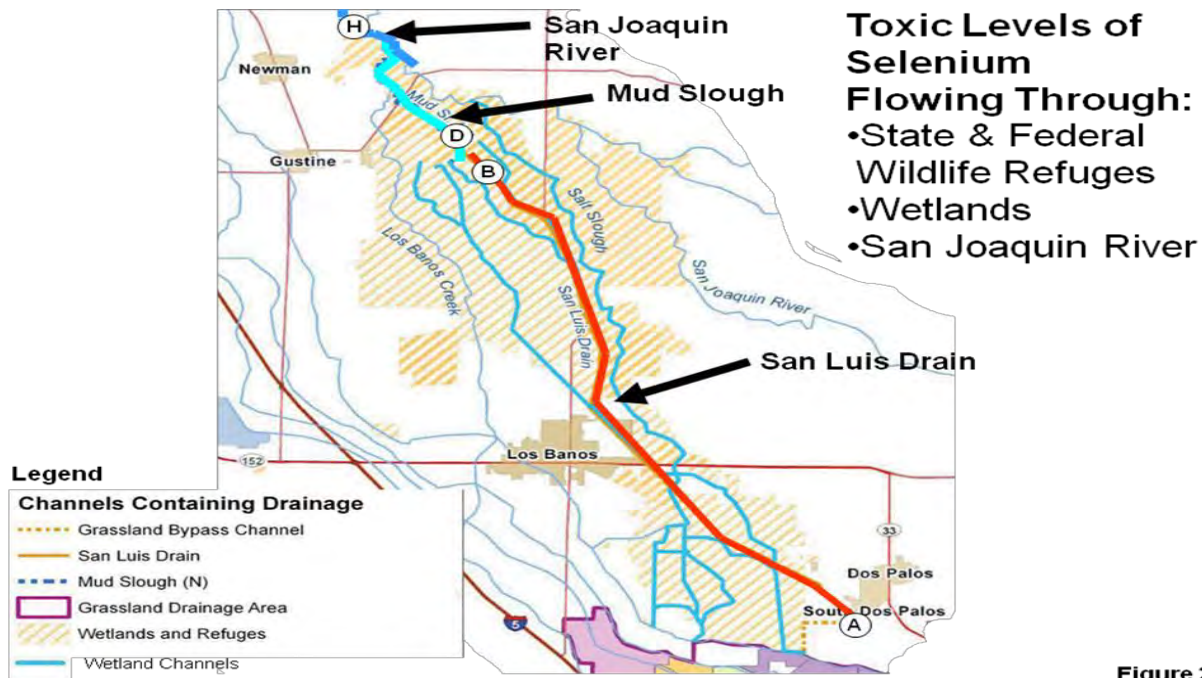 San Joaquin
River
Mud Slough
Toxic Levels of
Selenium
Flowing Through:
•State & Federal
Wildlife Refuges
•Wetlands
•San Joaquin River
H
Newman
Mud Sl
D
Gustine
B
Salt Slough
Los Banos Creek
San Luis Drain
San Joaquin River
San Luis Drain
Los Banos
152
33
Dos Palos
South Dos Palos
A
5
Legend
Channels Containing Drainage
Grassland Bypass Channel
San Luis Drain
Mud Slough (N)
Grassland Drainage Area
Wetlands and Refuges
Wetland Channels
Figure 2